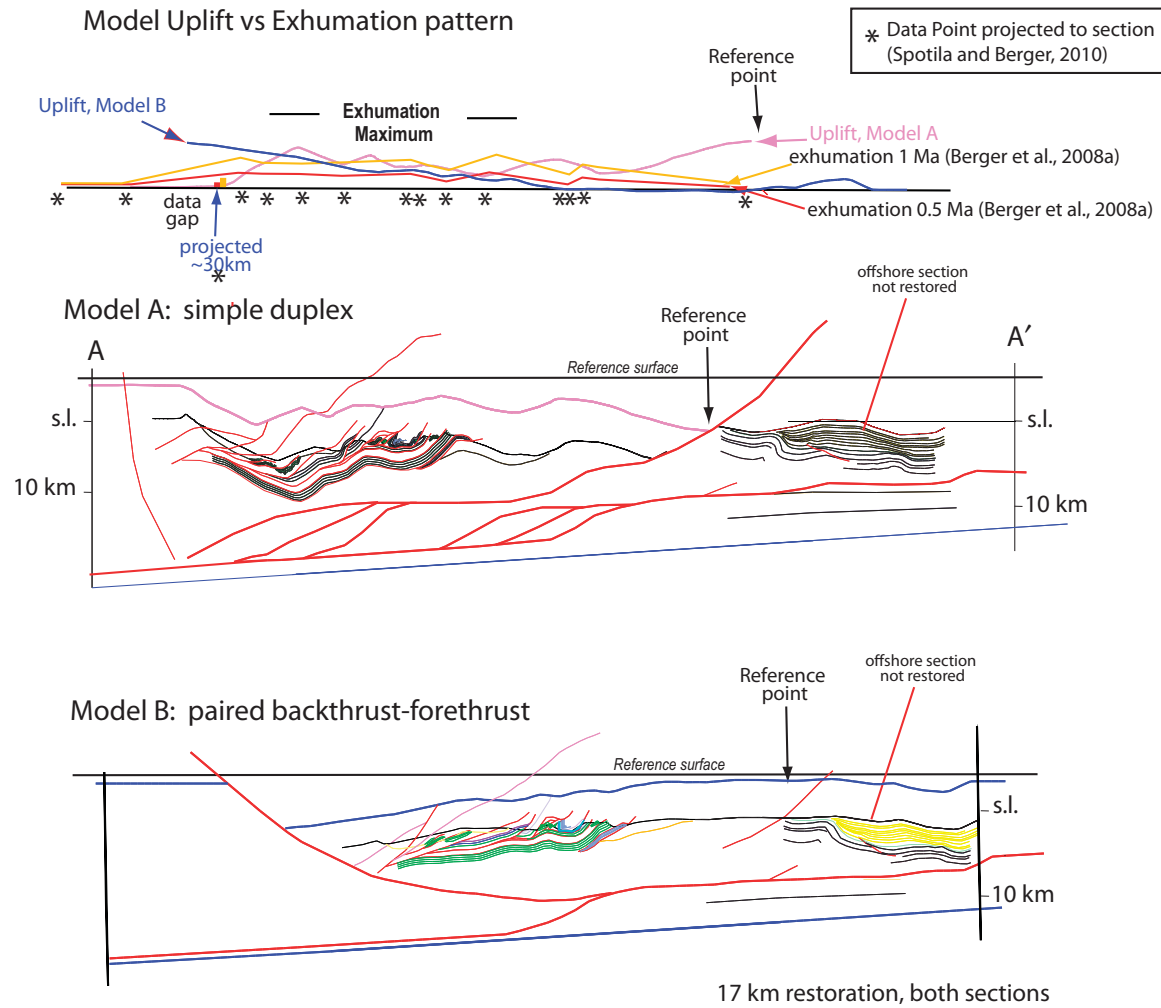 Model Uplift vs Exhumation pattern
* Data Point projected to section
(Spotila and Berger, 2010)
Reference
point
Uplift, Model B
Exhumation
Maximum
Uplift, Model A
exhumation 1 Ma (Berger et al., 2008a)
exhumation 0.5 Ma (Berger et al., 2008a)
* * * * * * * * * * * * * *
data
gap
projected
~30km
*
Model A:  simple duplex
offshore section
not restored
Reference
point
A
A′
Reference surface
s.l.
s.l.
10 km
10 km
Model B:  paired backthrust-forethrust
offshore section
not restored
Reference
point
Reference surface
s.l.
10 km
17 km restoration, both sections